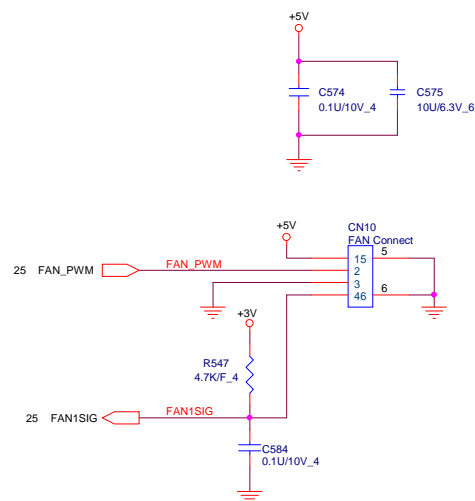 +5V
C574
0.1U/10V_4
C575
10U/6.3V_6
+5V
CN10
FAN Connect
25 FAN_PWM
FAN_PWM
15
2
3
46
5
6
+3V
R547
4.7K/F_4
25 FAN1SIG
FAN1SIG
C584
0.1U/10V_4